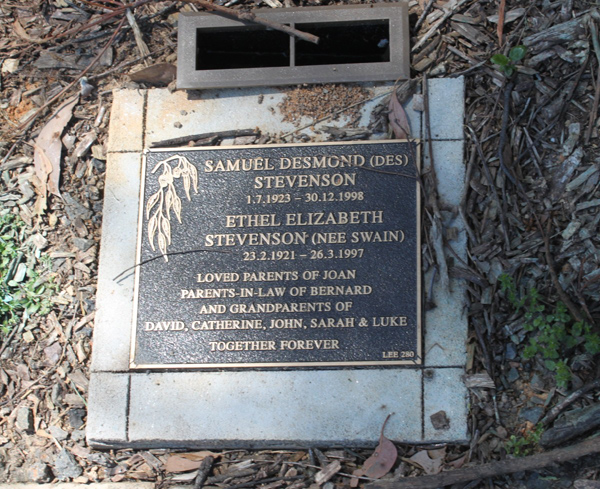 SAMUEL DESMOND (DES)
STEVENSON
1.7.1923 – 30.12.1998
ETHEL ELIZABETH
STEVENSON (NEE SWAIN)
23.2.1921 – 26.3.1997
LOVED PARENTS OF JOAN
PARENTS-IN-LAW OF BERNARD
AND GRANDPARENTS OF
DAVID, CATHERINE, JOHN, SARAH & LUKE
TOGETHER FOREVER
LEE 280